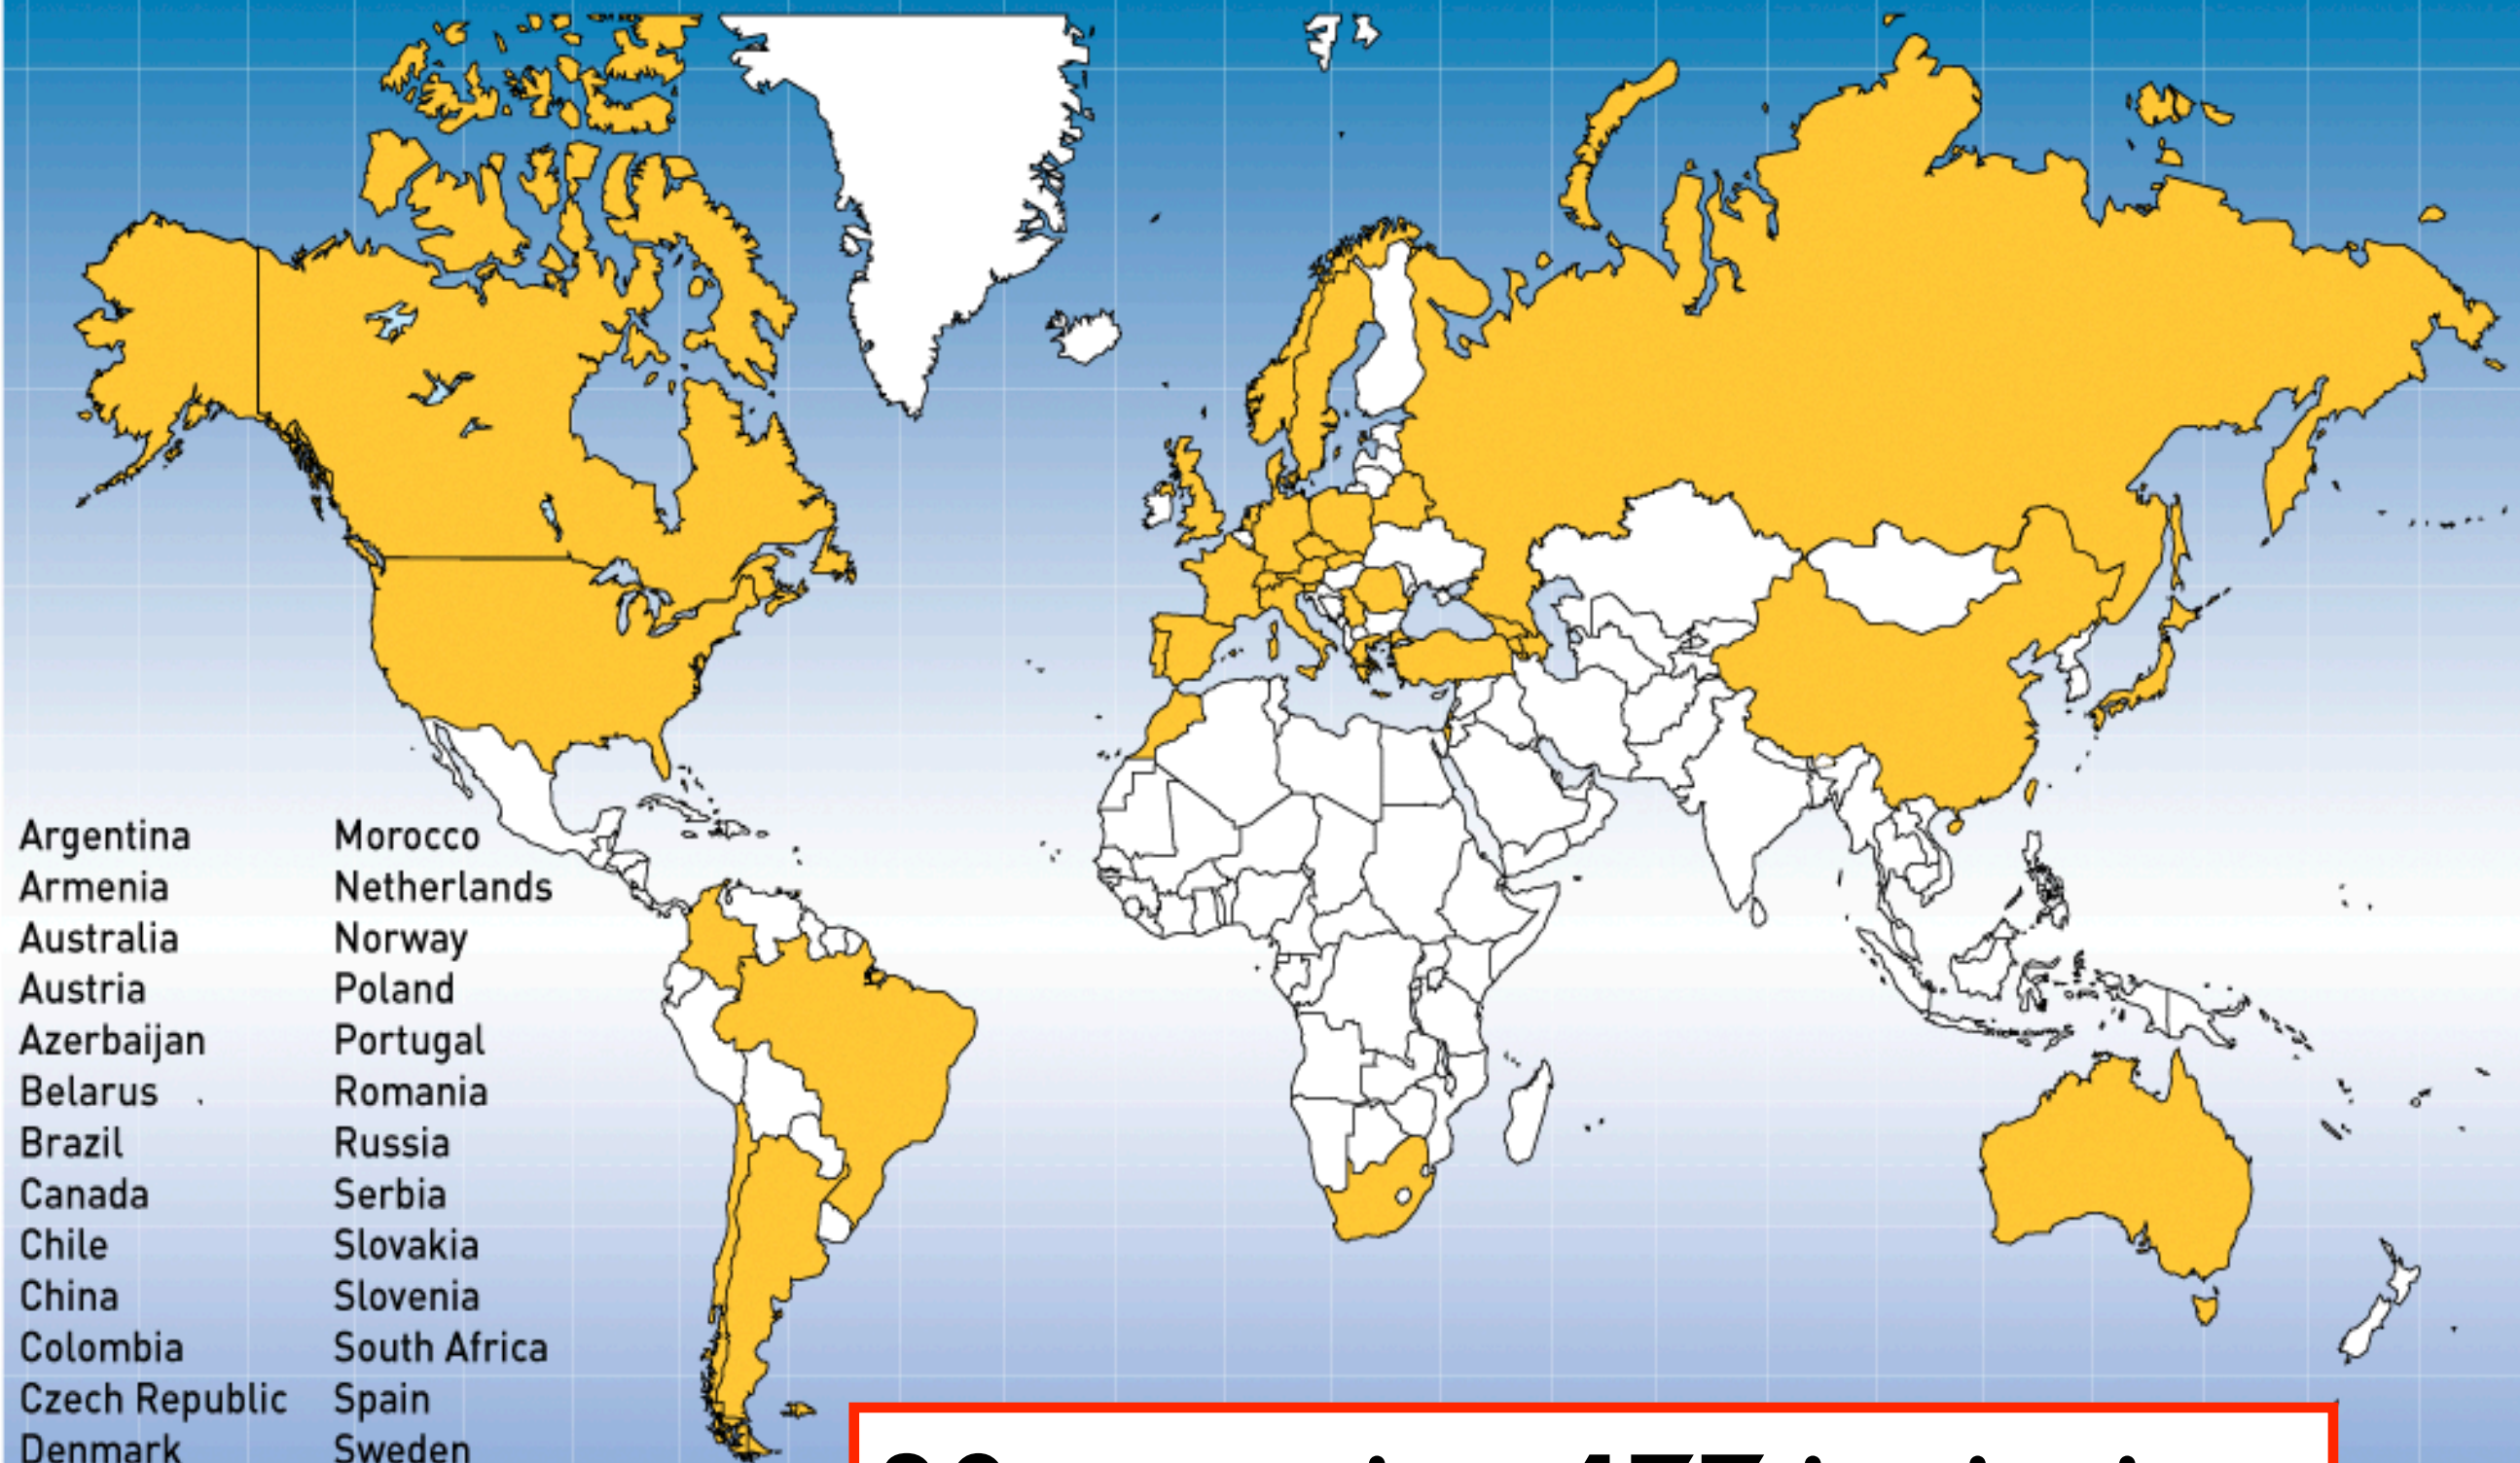 Argentina
Armenia
Australia
Austria
Azerbaijan
Belarus
Brazil
Canada
Chile
China
Colombia
Czech Republic
Denmark
Morocco
Netherlands
Norway
Poland
Portugal
Romania
Russia
Serbia
Slovakia
Slovenia
South Africa
Spain
Sweden